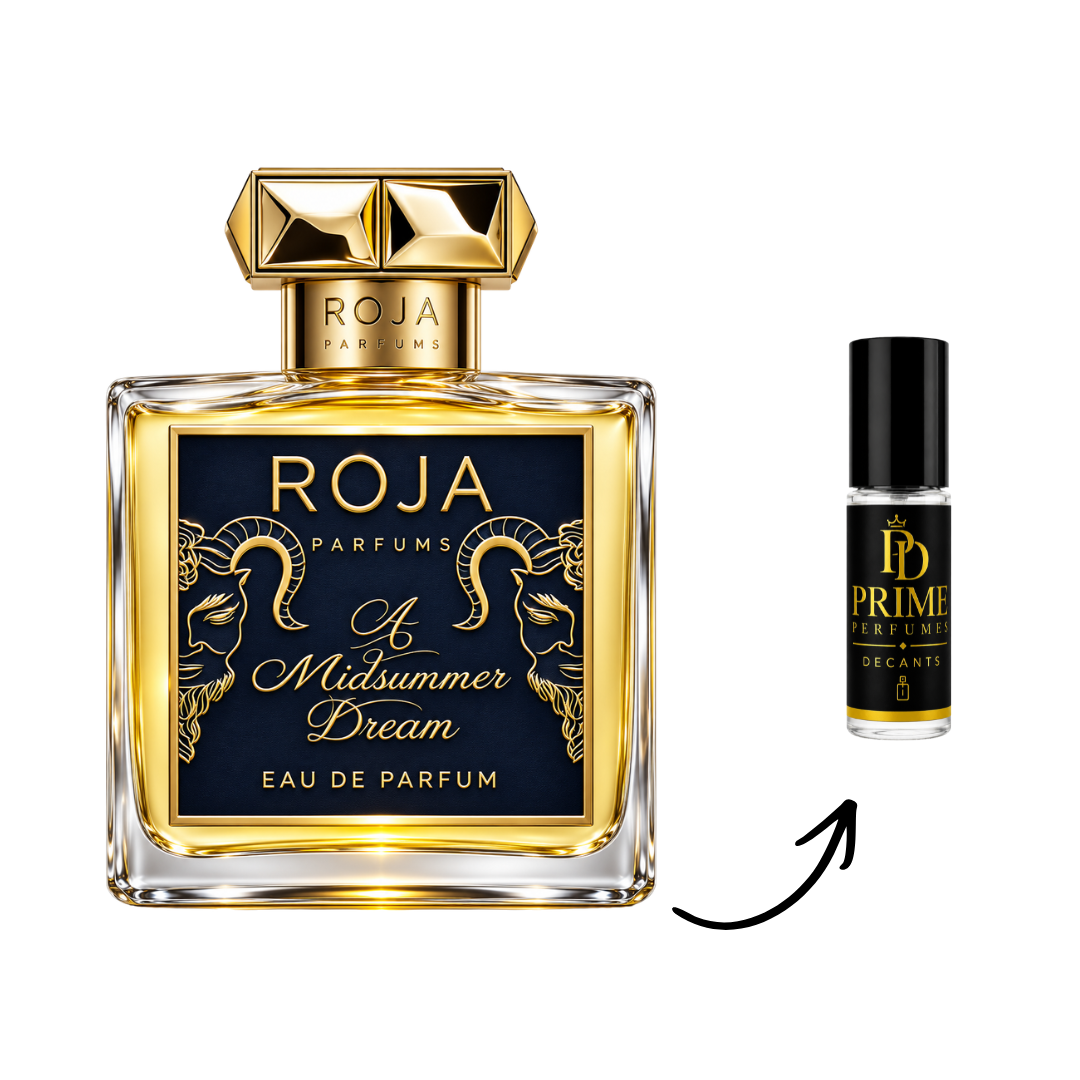 ROJA
PARFUMS
ROJA
PARFUMS
A
Midsummer
Dream
EAU DE PARFUM
PD
PRIME
PERFUMES
DECANTS